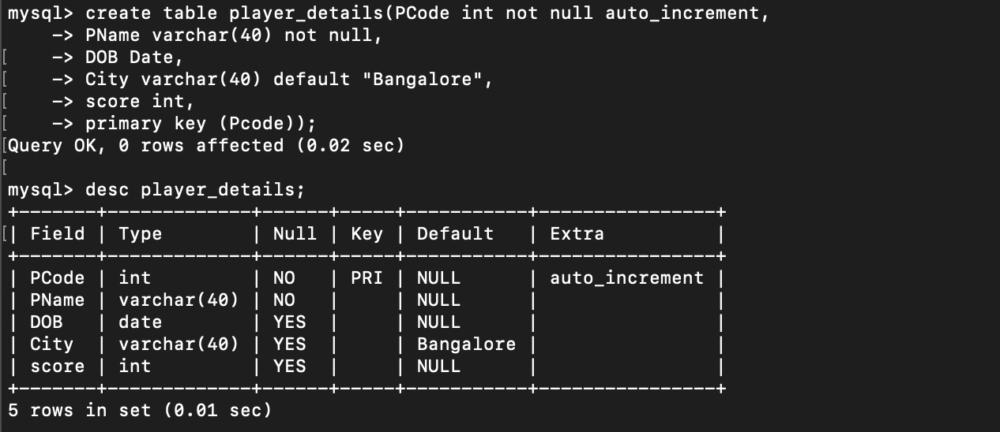 mysql> create table player_details(PCode int not null auto_increment,
    -> PName varchar(40) not null,
[    -> DOB Date,
[    -> City varchar(40) default "Bangalore",
[    -> score int,
[    -> primary key (Pcode));
[Query OK, 0 rows affected (0.02 sec)
[
mysql> desc player_details;
+--------+-------------+------+-----+-----------+----------------+
[| Field | Type        | Null | Key | Default   | Extra          |
+--------+-------------+------+-----+-----------+----------------+
| PCode | int         | NO   | PRI | NULL      | auto_increment |
| PName | varchar(40) | NO   |     | NULL      |                |
| DOB   | date        | YES  |     | NULL      |                |
| City  | varchar(40) | YES  |     | Bangalore |                |
| score | int         | YES  |     | NULL      |                |
+--------+-------------+------+-----+-----------+----------------+
5 rows in set (0.01 sec)